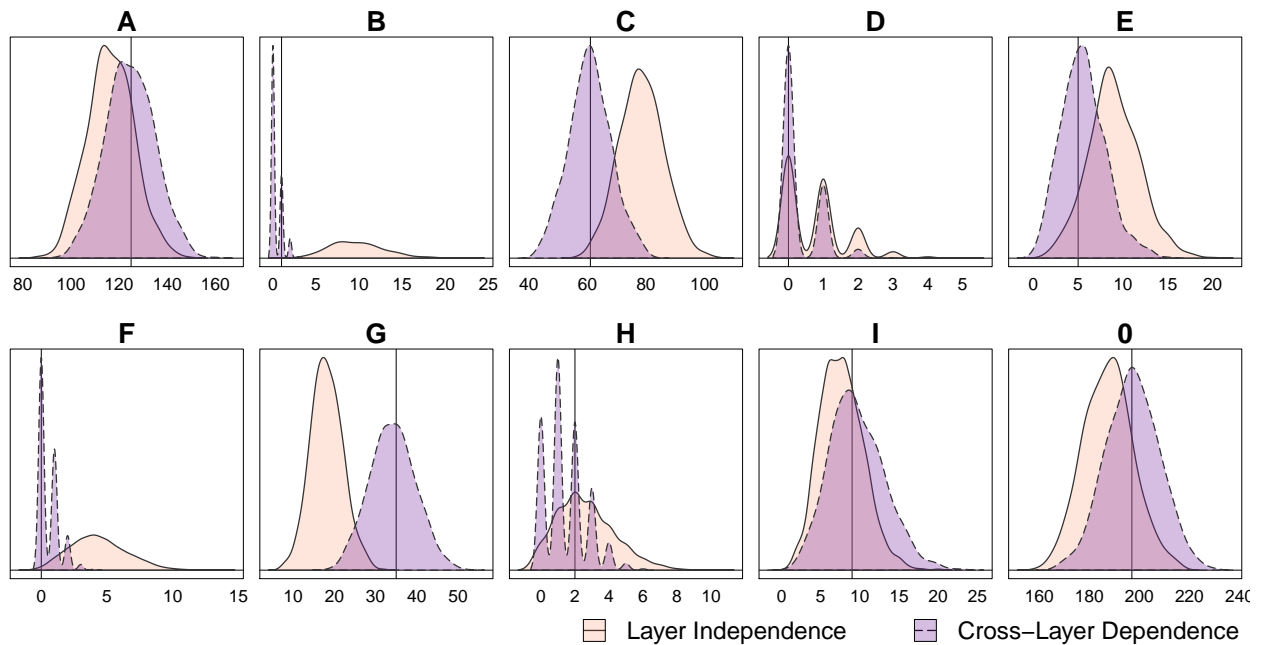 A B C D E
80 100 120 140 160 0 5 10 15 20 25 40 60 80 100 0 1 2 3 4 5 0 5 10 15 20
F G H I 0
0 5 10 15 10 20 30 40 50 0 2 4 6 8 10 0 5 10 15 20 25 160 180 200 220 240
Layer Independence Cross−Layer Dependence